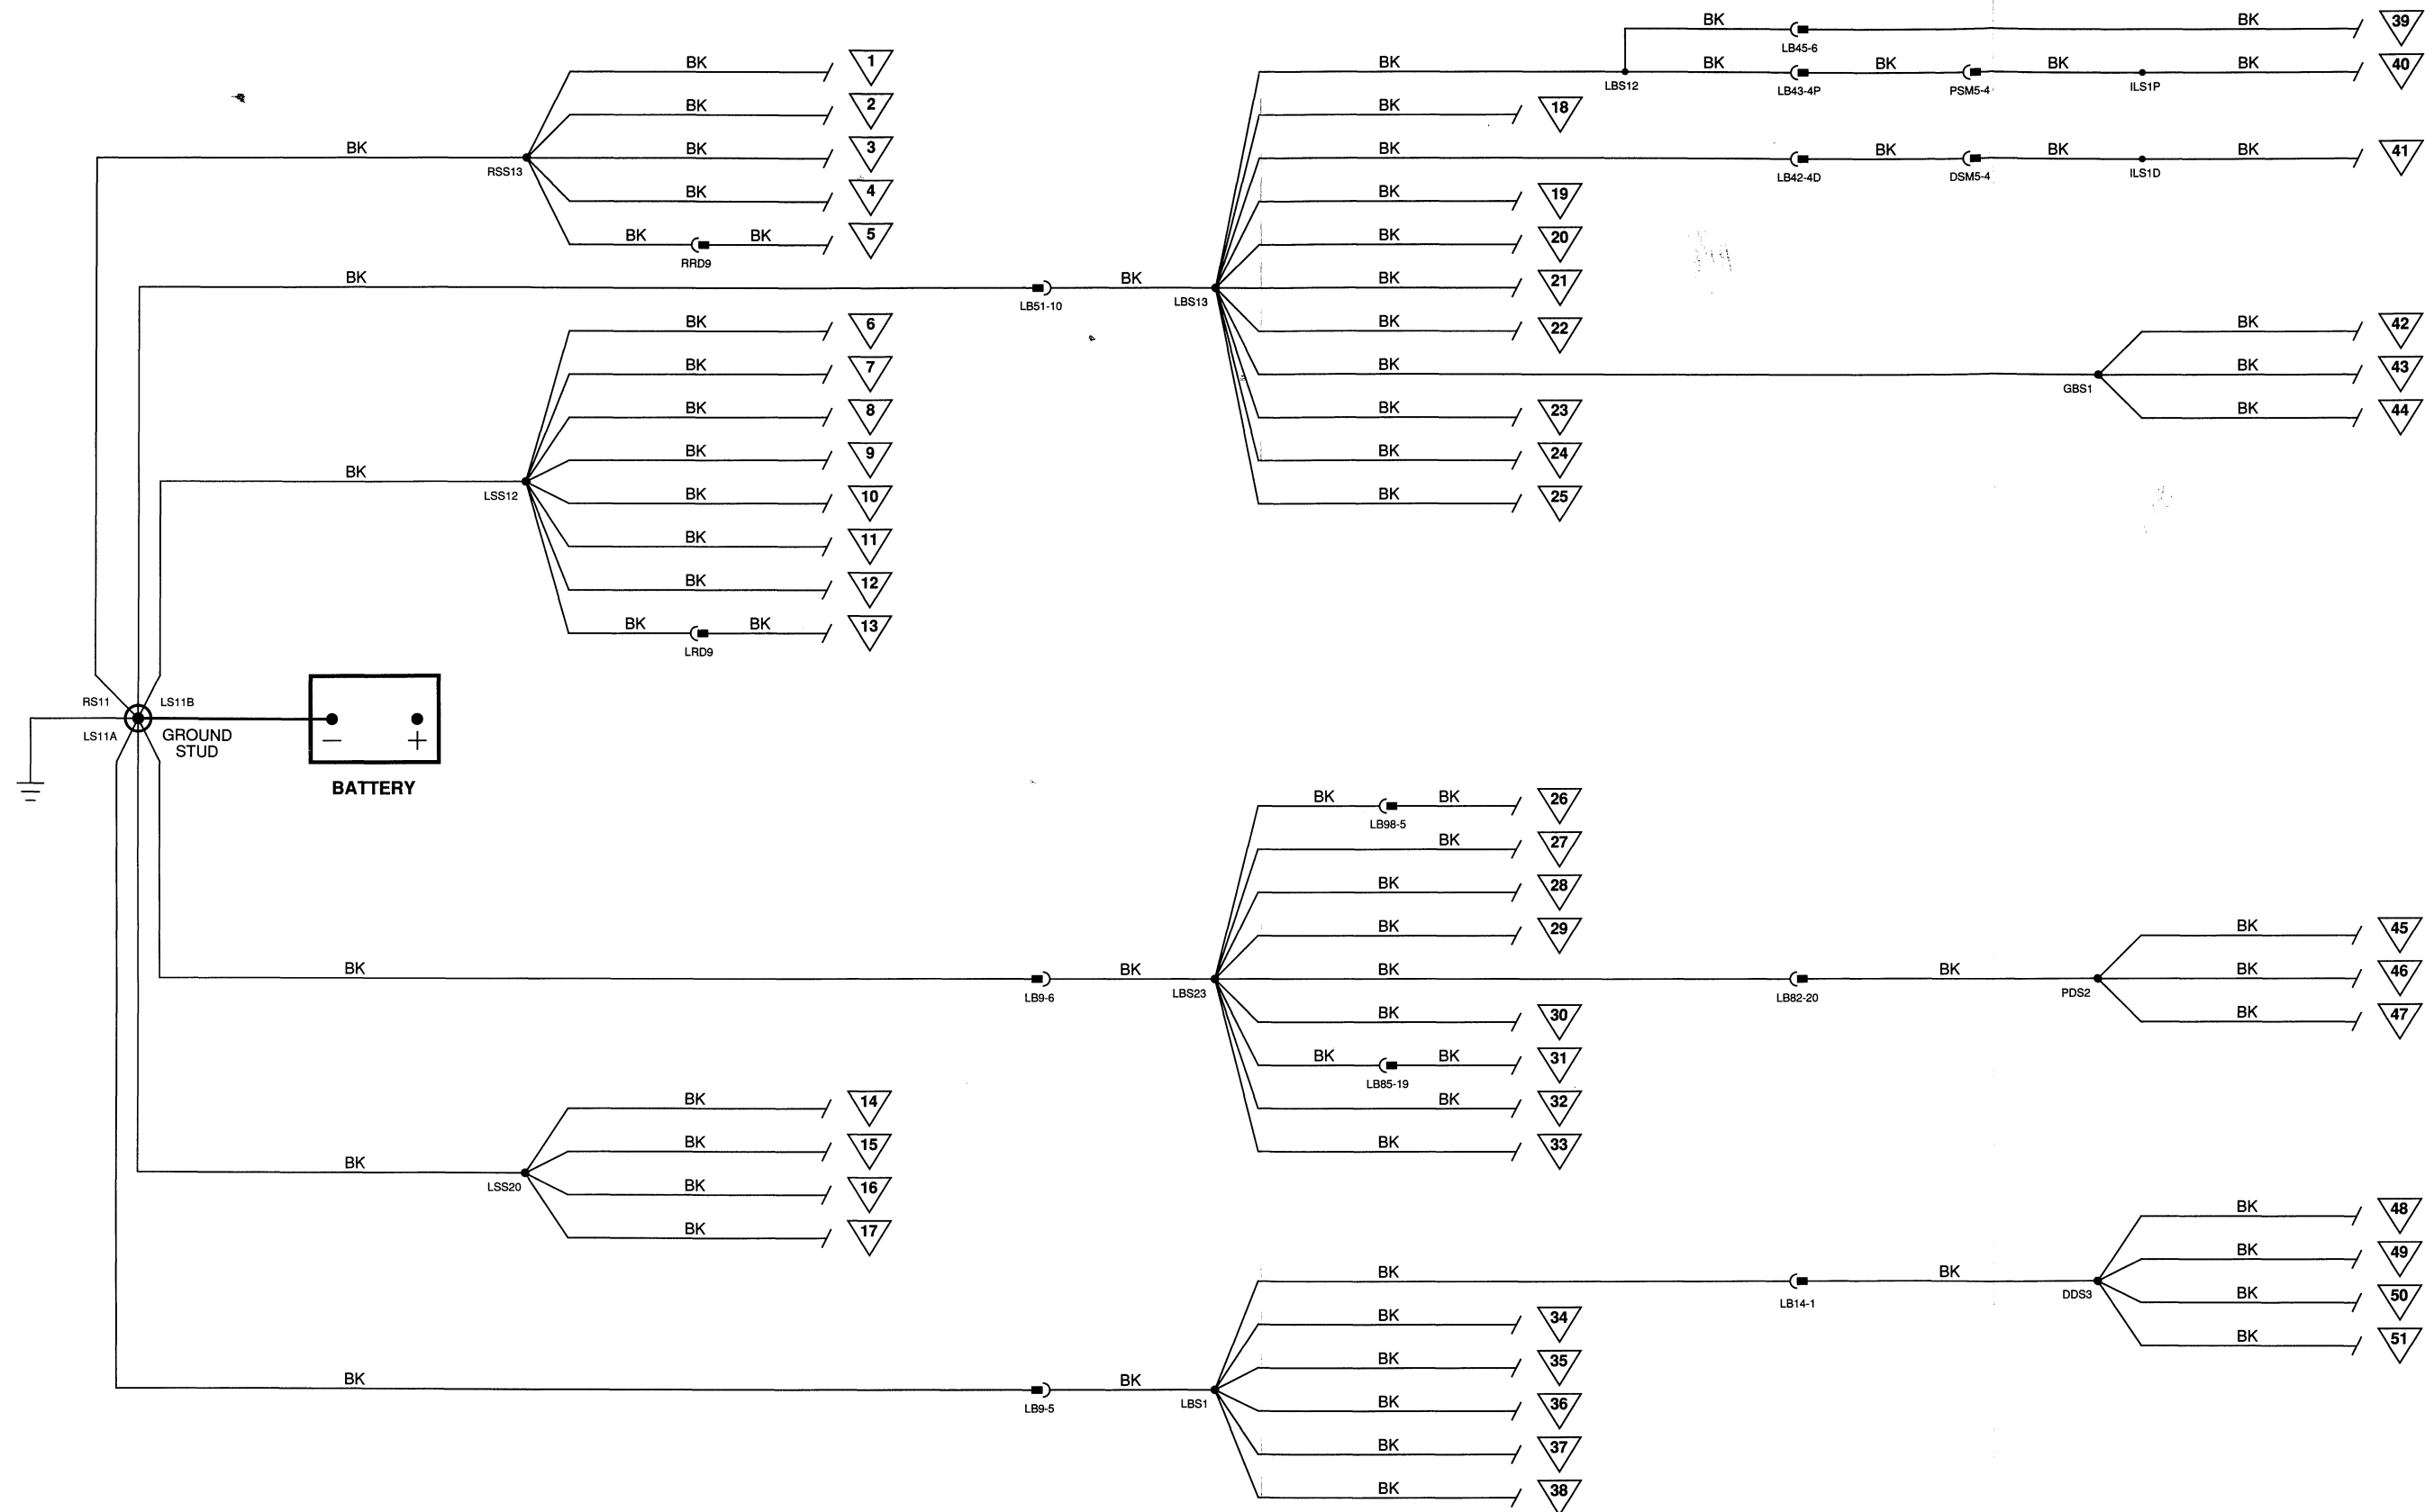 BK LB45-6 BK 39
BK 1 BK LBS12 BK LB43-4P BK PSM5-4 BK ILS1P BK 40
BK 2 BK 18
BK RSS13 BK 3 BK LB42-4D BK DSM5-4 BK ILS1D BK 41
BK 4 BK 19
BK RRD9 BK 5 BK 20
BK LB51-10 BK LBS13 BK 21
BK 6 BK 22 BK 42
BK 7 BK GBS1 BK 43
BK 8 BK 23 BK 44
BK 9 BK 24
BK LSS12
BK 10 BK 25
BK 11
BK 12
BK LRD9 BK 13
RS11 LS11B
LS11A GROUND
STUD
− +
BATTERY
BK LB98-5 BK 26
BK 27
BK 28
BK 29 BK 45
BK LB9-6 BK LBS23 BK LB82-20 BK PDS2 BK 46
BK 30 BK 47
BK LB85-19 BK 31
BK 14 BK 32
BK 15 BK 33
BK LSS20
BK 16
BK 17 BK 48
BK 49
BK LB14-1 BK DDS3
BK 34 BK 50
BK 35 BK 51
BK LB9-5 BK LBS1
BK 36
BK 37
BK 38